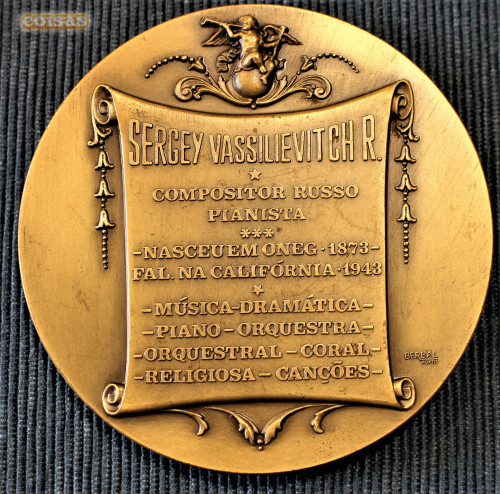 coisas
SERGEY VASSILIEVITCH R.
COMPOSITOR RUSSO
PIANISTA
***
-NASCEU EM ONEG·1873-
FAL. NA CALIFÓRNIA·1943
*
-MÚSICA-DRAMÁTICA-
-PIANO-ORQUESTRA-
-ORQUESTRAL-CORAL-
-RELIGIOSA-CANÇÕES-